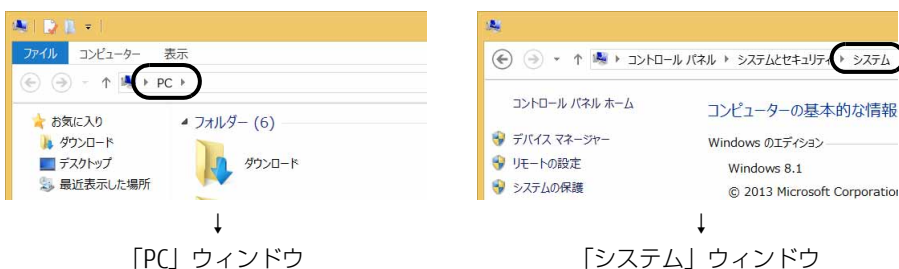 ファイル コンピューター 表示
PC
お気に入り
ダウンロード
デスクトップ
最近表示した場所
フォルダー (6)
ダウンロード
↓
「PC」ウィンドウ
コントロール パネル システムとセキュリティ システム
コントロール パネル ホーム
デバイス マネージャー
リモートの設定
システムの保護
コンピューターの基本的な情報
Windows のエディション
Windows 8.1
© 2013 Microsoft Corporation
↓
「システム」ウィンドウ